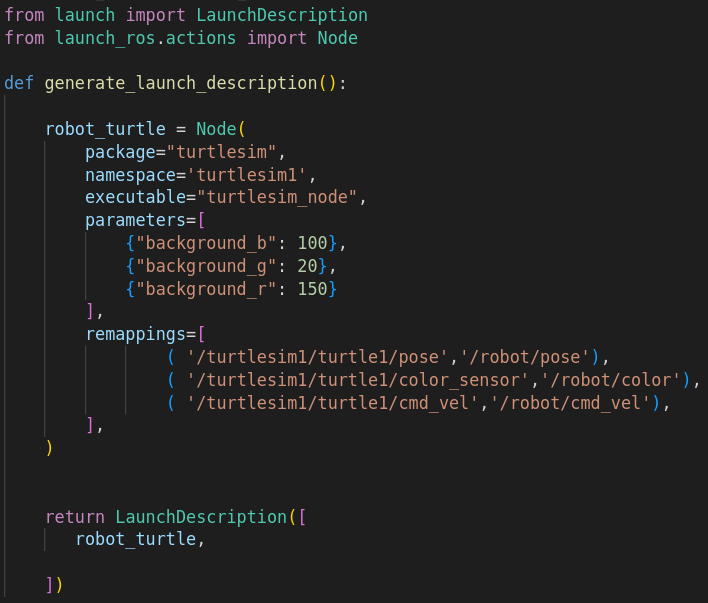 from launch import LaunchDescription
from launch_ros.actions import Node
def generate_launch_description():
robot_turtle = Node(
package="turtlesim",
namespace='turtlesim1',
executable="turtlesim_node",
parameters=[
{"background_b": 100},
{"background_g": 20},
{"background_r": 150}
],
remappings=[
( '/turtlesim1/turtle1/pose','/robot/pose'),
( '/turtlesim1/turtle1/color_sensor','/robot/color'),
( '/turtlesim1/turtle1/cmd_vel','/robot/cmd_vel'),
],
)
return LaunchDescription([
robot_turtle,
])